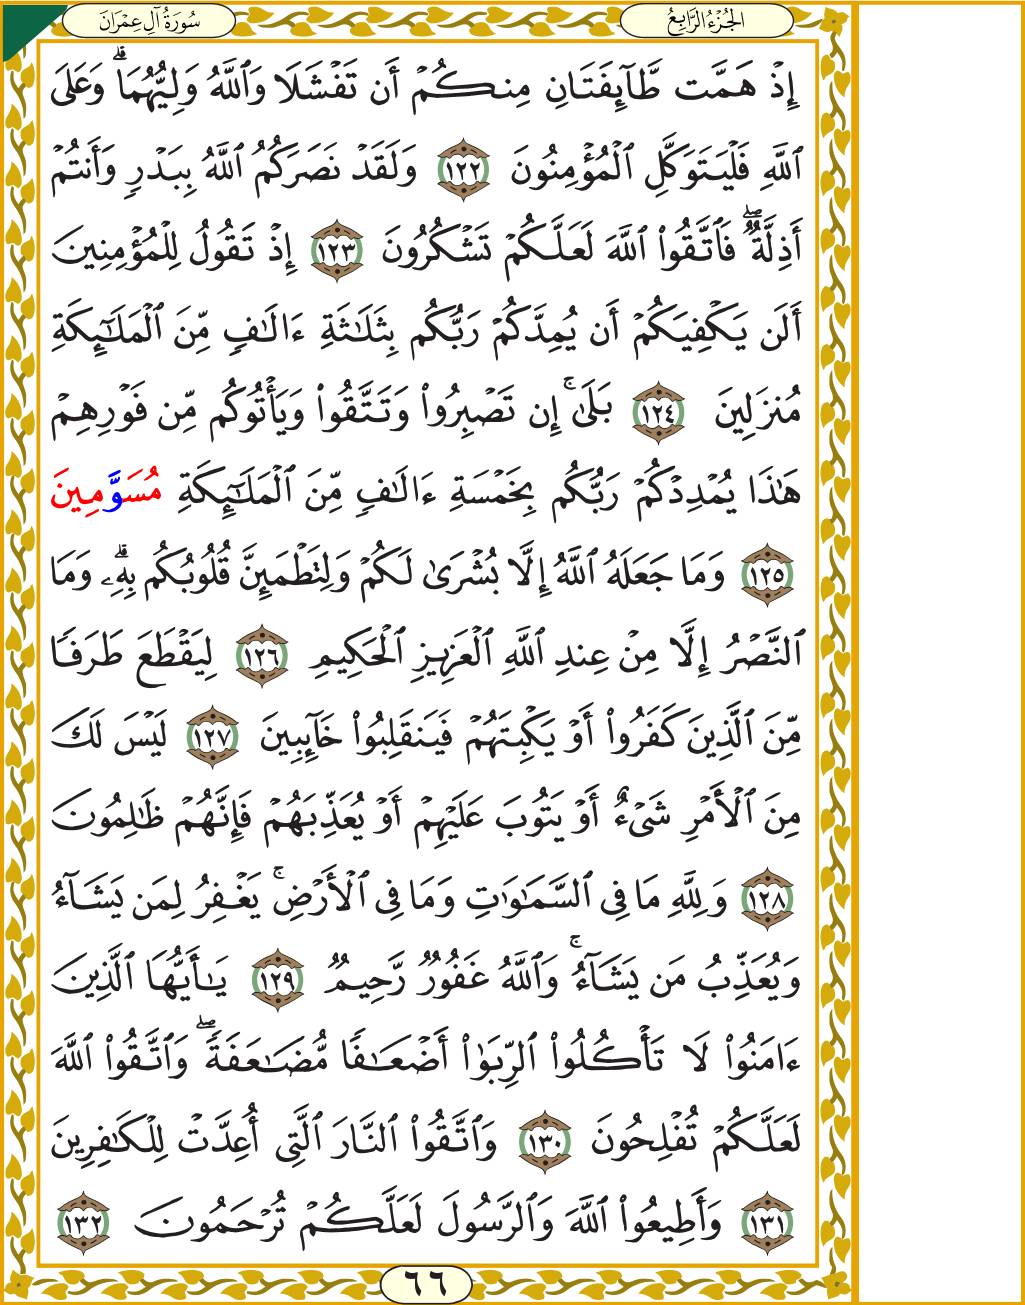 سُورَةُ آلِ عِمْرَان
الجُزْءُ الرَّابِعُ
إِذْ هَمَّت طَّآئِفَتَانِ مِنكُمْ أَن تَفْشَلَا وَٱللَّهُ وَلِيُّهُمَاۗ وَعَلَى
ٱللَّهِ فَلْيَتَوَكَّلِ ٱلْمُؤْمِنُونَ ١٢٢ وَلَقَدْ نَصَرَكُمُ ٱللَّهُ بِبَدْرٍ وَأَنتُمْ
أَذِلَّةٌۖ فَٱتَّقُوا۟ ٱللَّهَ لَعَلَّكُمْ تَشْكُرُونَ ١٢٣ إِذْ تَقُولُ لِلْمُؤْمِنِينَ
أَلَن يَكْفِيَكُمْ أَن يُمِدَّكُمْ رَبُّكُم بِثَلَٰثَةِ ءَالَٰفٍ مِّنَ ٱلْمَلَٰٓئِكَةِ
مُنزَلِينَ ١٢٤ بَلَىٰٓۚ إِن تَصْبِرُوا۟ وَتَتَّقُوا۟ وَيَأْتُوكُم مِّن فَوْرِهِمْ
هَٰذَا يُمْدِدْكُمْ رَبُّكُم بِخَمْسَةِ ءَالَٰفٍ مِّنَ ٱلْمَلَٰٓئِكَةِ مُسَوَّمِينَ
١٢٥ وَمَا جَعَلَهُ ٱللَّهُ إِلَّا بُشْرَىٰ لَكُمْ وَلِتَطْمَئِنَّ قُلُوبُكُم بِهِۦۗ وَمَا
ٱلنَّصْرُ إِلَّا مِنْ عِندِ ٱللَّهِ ٱلْعَزِيزِ ٱلْحَكِيمِ ١٢٦ لِيَقْطَعَ طَرَفًا
مِّنَ ٱلَّذِينَ كَفَرُوٓا۟ أَوْ يَكْبِتَهُمْ فَيَنقَلِبُوا۟ خَآئِبِينَ ١٢٧ لَيْسَ لَكَ
مِنَ ٱلْأَمْرِ شَىْءٌ أَوْ يَتُوبَ عَلَيْهِمْ أَوْ يُعَذِّبَهُمْ فَإِنَّهُمْ ظَٰلِمُونَ
١٢٨ وَلِلَّهِ مَا فِى ٱلسَّمَٰوَٰتِ وَمَا فِى ٱلْأَرْضِۚ يَغْفِرُ لِمَن يَشَآءُ
وَيُعَذِّبُ مَن يَشَآءُۚ وَٱللَّهُ غَفُورٌ رَّحِيمٌ ١٢٩ يَٰٓأَيُّهَا ٱلَّذِينَ
ءَامَنُوا۟ لَا تَأْكُلُوا۟ ٱلرِّبَوٰٓا۟ أَضْعَٰفًا مُّضَٰعَفَةًۖ وَٱتَّقُوا۟ ٱللَّهَ
لَعَلَّكُمْ تُفْلِحُونَ ١٣٠ وَٱتَّقُوا۟ ٱلنَّارَ ٱلَّتِىٓ أُعِدَّتْ لِلْكَٰفِرِينَ
١٣١ وَأَطِيعُوا۟ ٱللَّهَ وَٱلرَّسُولَ لَعَلَّكُمْ تُرْحَمُونَ ١٣٢
٦٦